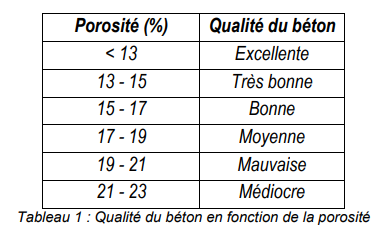 Porosité (%) Qualité du béton
< 13 Excellente
13 - 15 Très bonne
15 - 17 Bonne
17 - 19 Moyenne
19 - 21 Mauvaise
21 - 23 Médiocre
Tableau 1 : Qualité du béton en fonction de la porosité